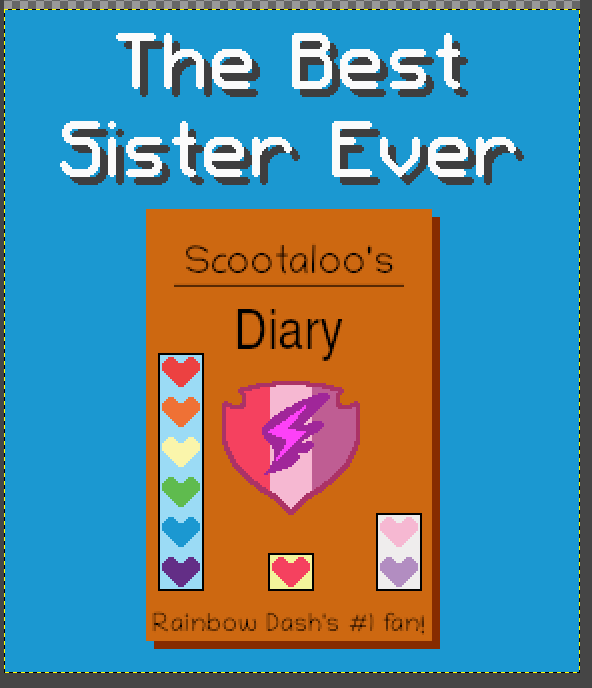 The Best
Sister Ever
Scootaloo's
Diary
Rainbow Dash's #1 fan!